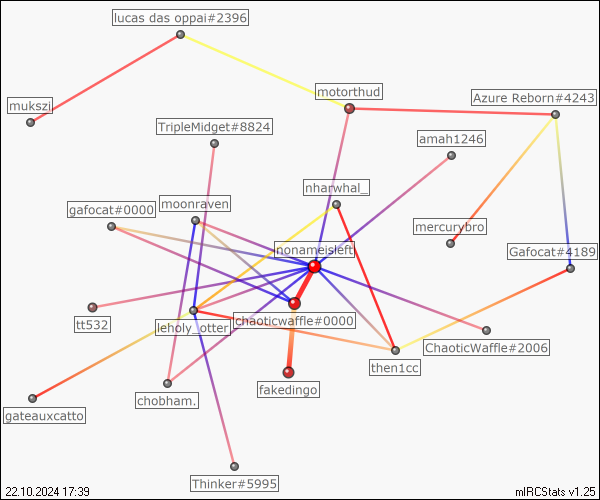 lucas das oppai#2396
motorthud
Azure Reborn#4243
mukszi
TripleMidget#8824
amah1246
nharwhal_
moonraven
gafocat#0000
mercurybro
nonameisleft
Gafocat#4189
tt532
leholy_otter
chaoticwaffle#0000
ChaoticWaffle#2006
then1cc
fakedingo
chobham.
gateauxcatto
Thinker#5995
22.10.2024 17:39
mIRCStats v1.25